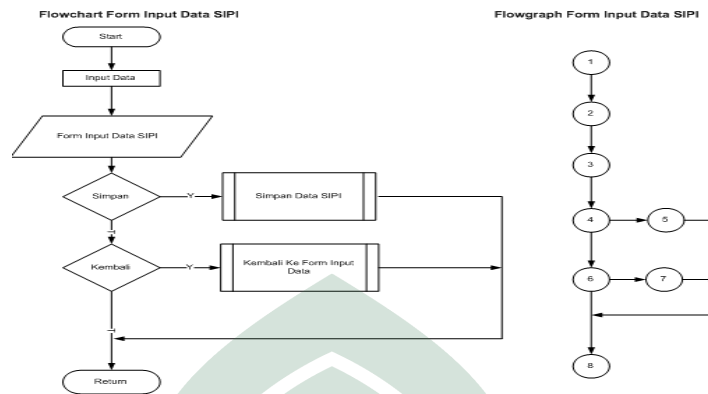 Flowchart Form Input Data SIPI
Start
Input Data
Form Input Data SIPI
Simpan
Y
Simpan Data SIPI
T
Kembali
Y
Kembali Ke Form Input
Data
T
Return
Flowgraph Form Input Data SIPI
1
2
3
4
5
6
7
8